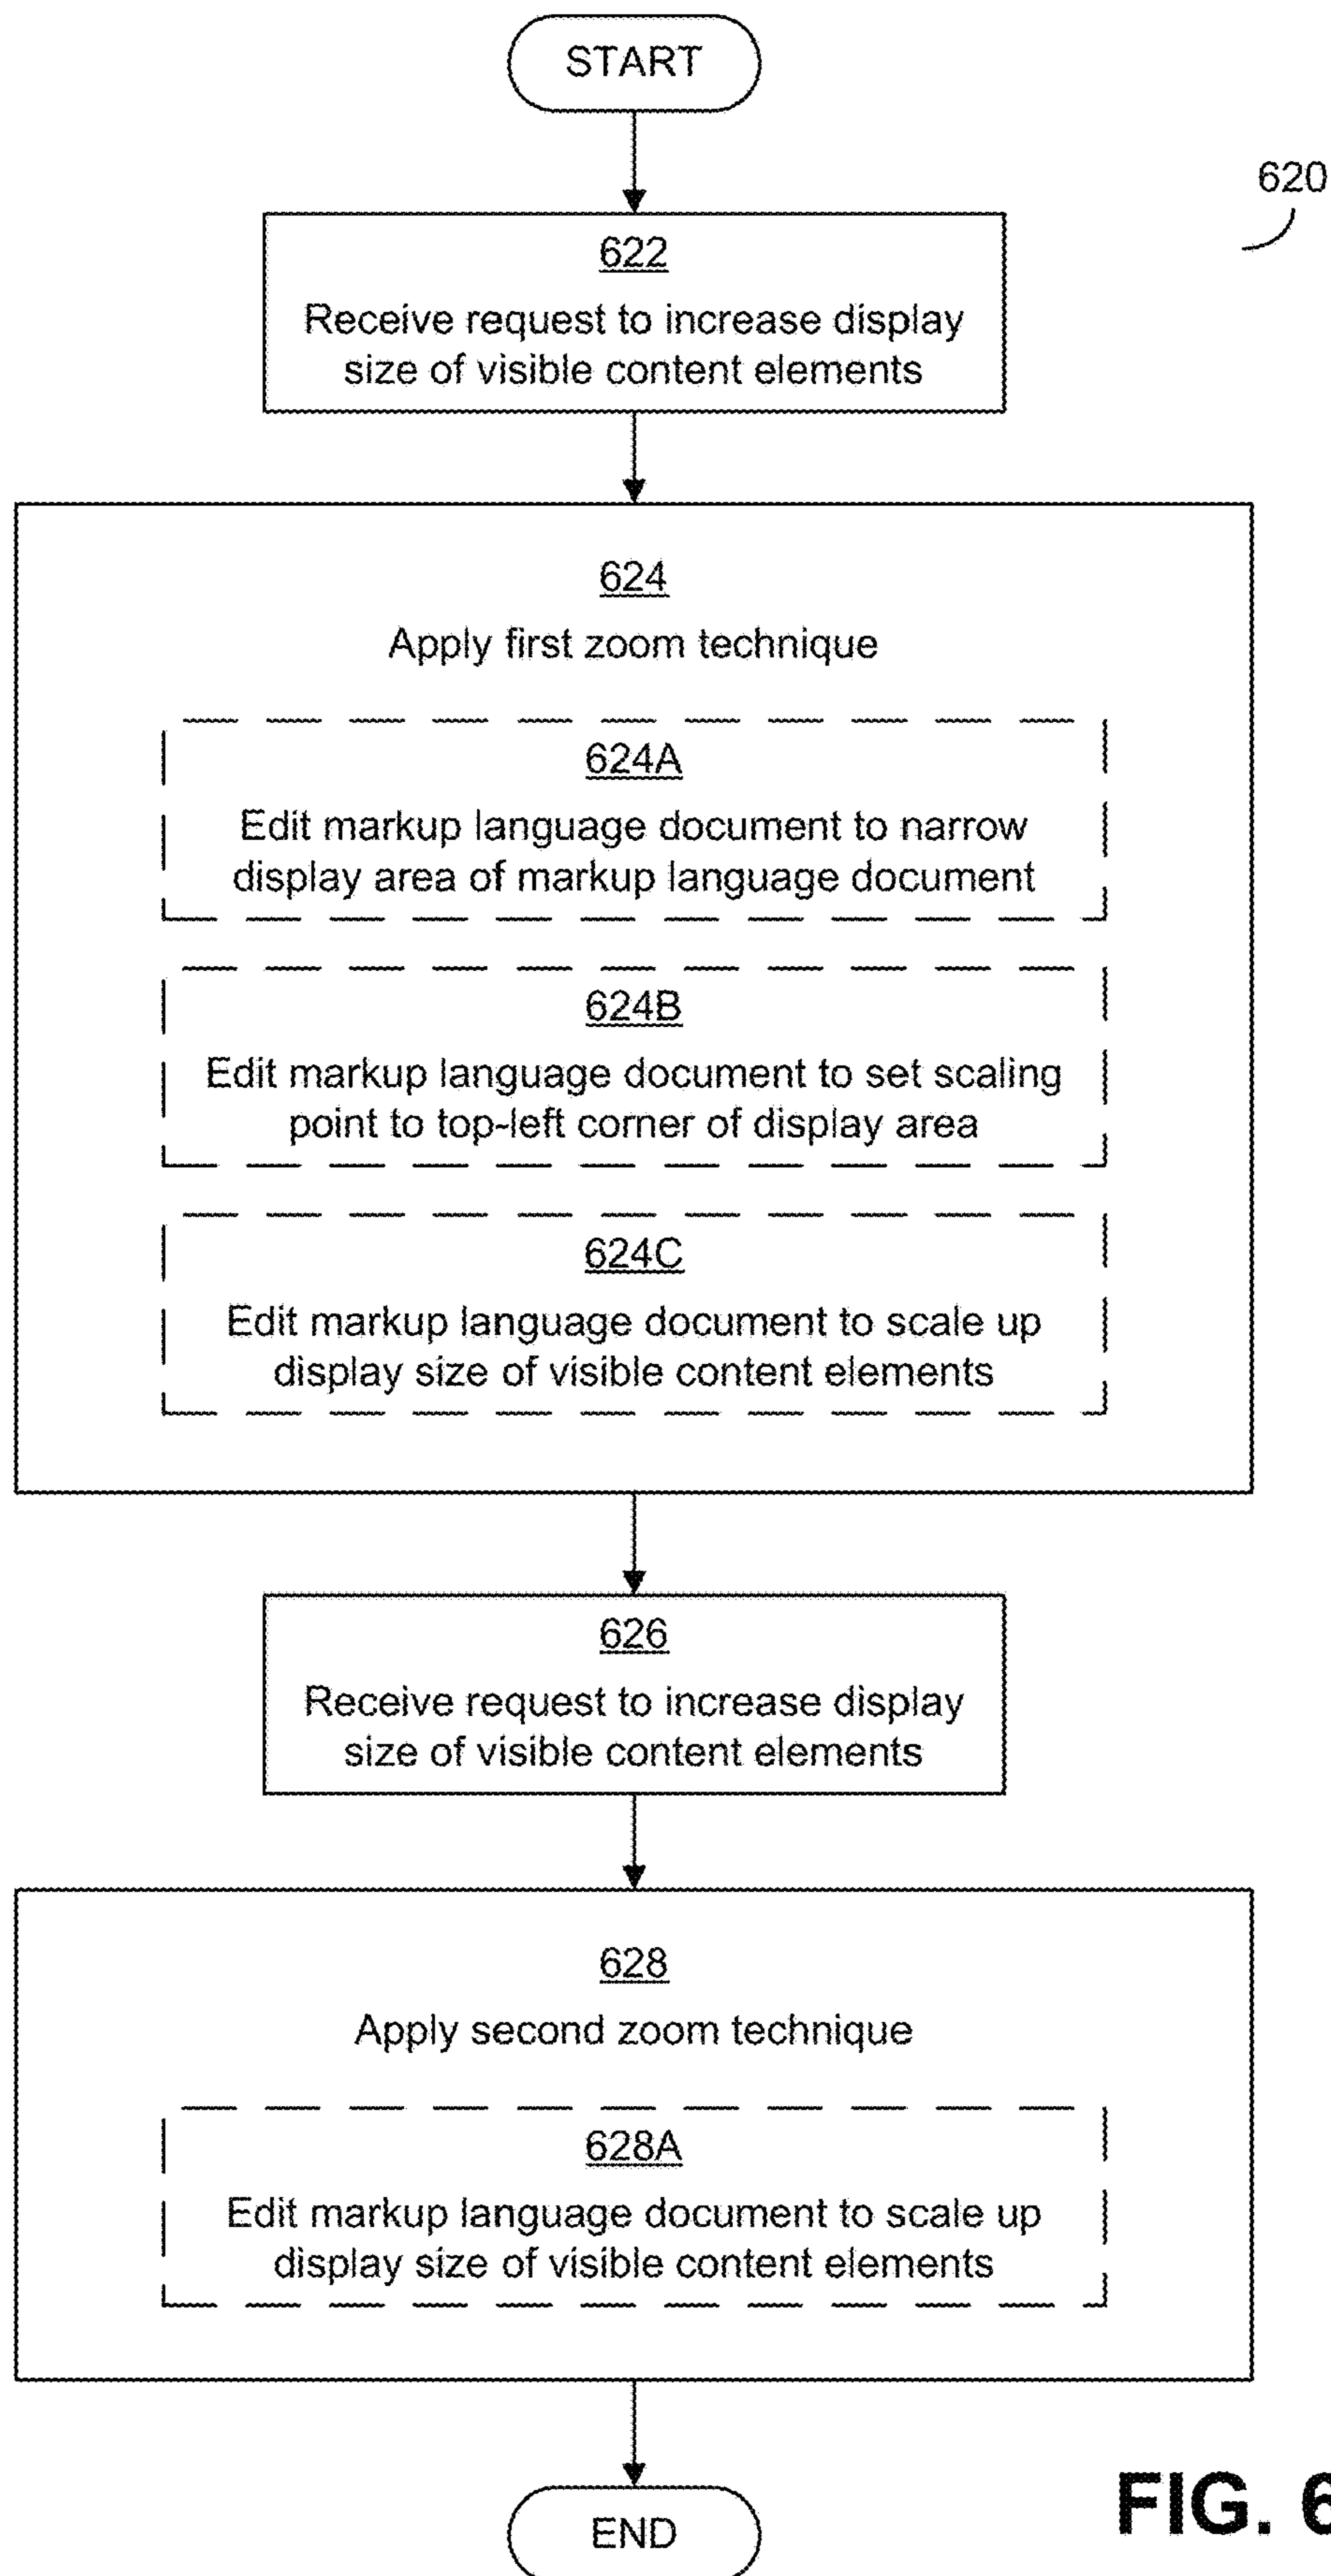 START
620
622
Receive request to increase display
size of visible content elements
624
Apply first zoom technique
624A
Edit markup language document to narrow
display area of markup language document
624B
Edit markup language document to set scaling
point to top-left corner of display area
624C
Edit markup language document to scale up
display size of visible content elements
626
Receive request to increase display
size of visible content elements
628
Apply second zoom technique
628A
Edit markup language document to scale up
display size of visible content elements
END
FIG. 6